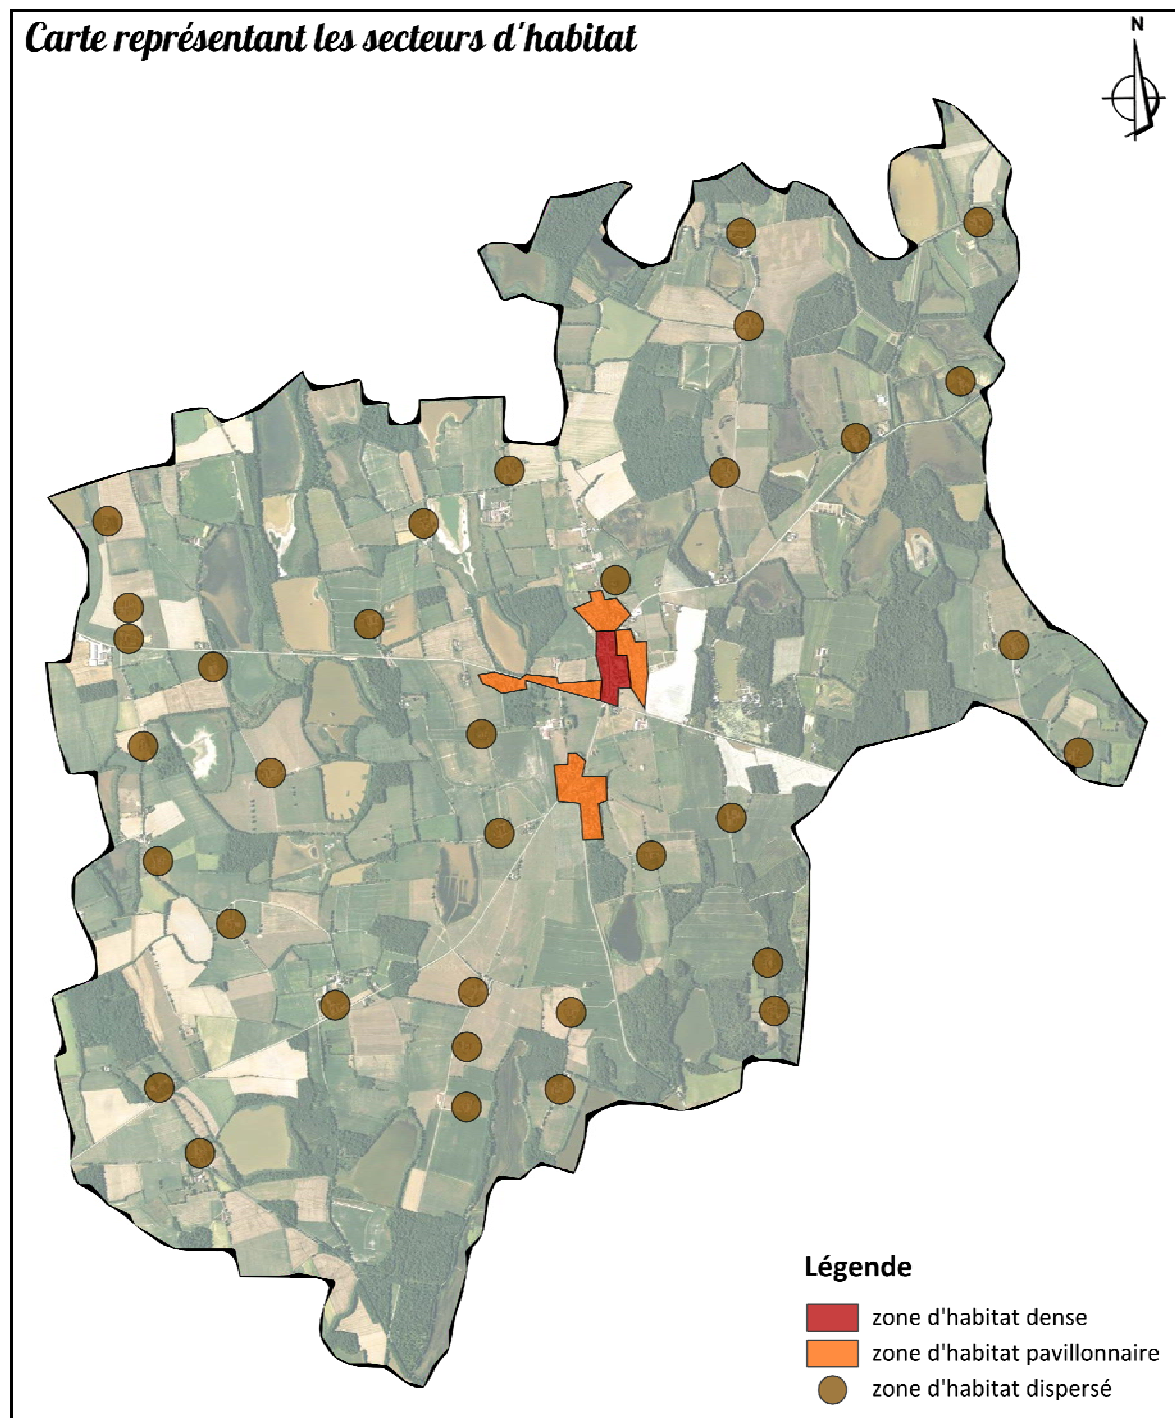 Carte représentant les secteurs d'habitat
N
Légende
zone d'habitat dense
zone d'habitat pavillonnaire
zone d'habitat dispersé